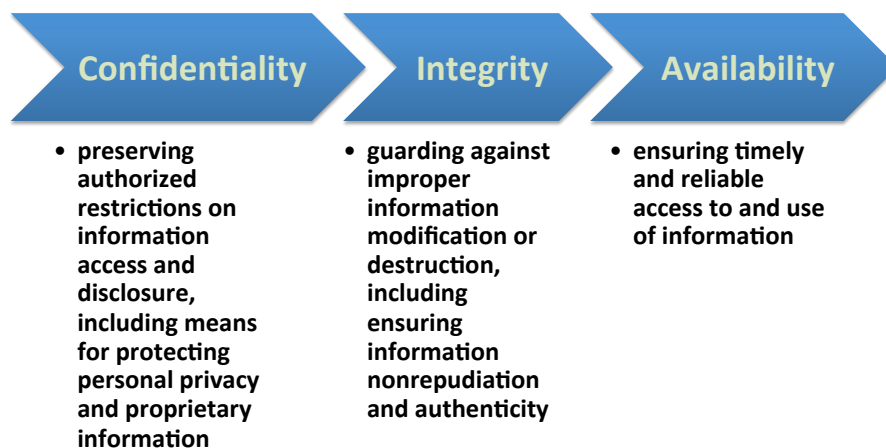 Confidentiality
• preserving
authorized
restrictions on
information
access and
disclosure,
including means
for protecting
personal privacy
and proprietary
information
Integrity
• guarding against
improper
information
modification or
destruction,
including
ensuring
information
nonrepudiation
and authenticity
Availability
• ensuring timely
and reliable
access to and use
of information